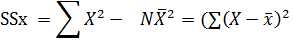 SSx = ∑ X² − NX̄² = (∑(X − x̄)²